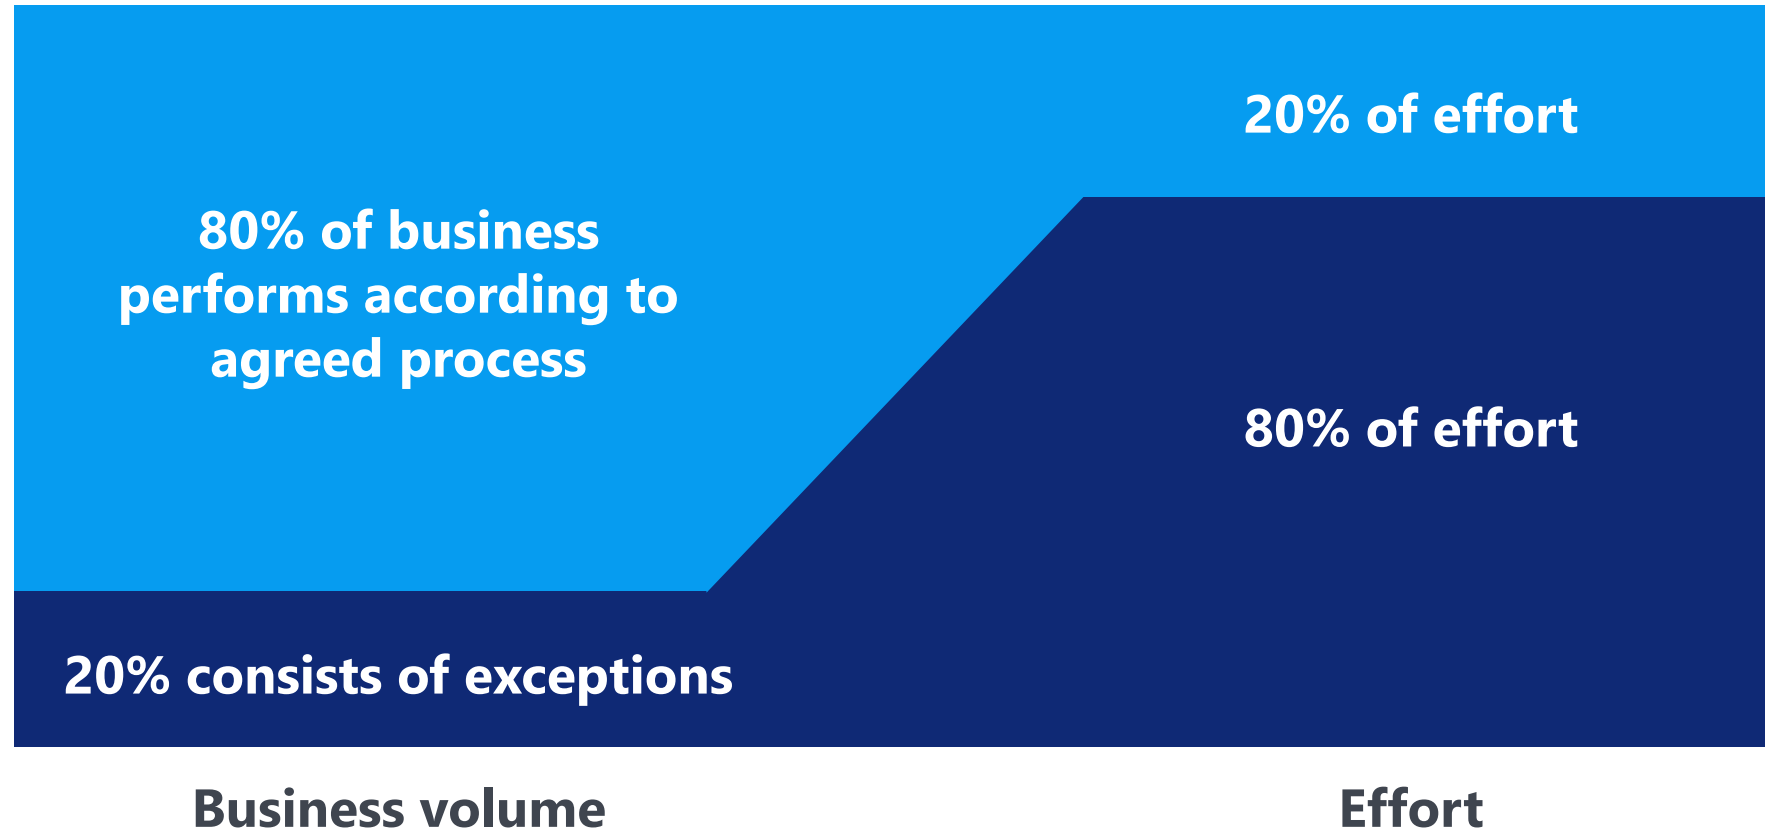 80% of business
performs according to
agreed process
20% consists of exceptions
20% of effort
80% of effort
Business volume
Effort